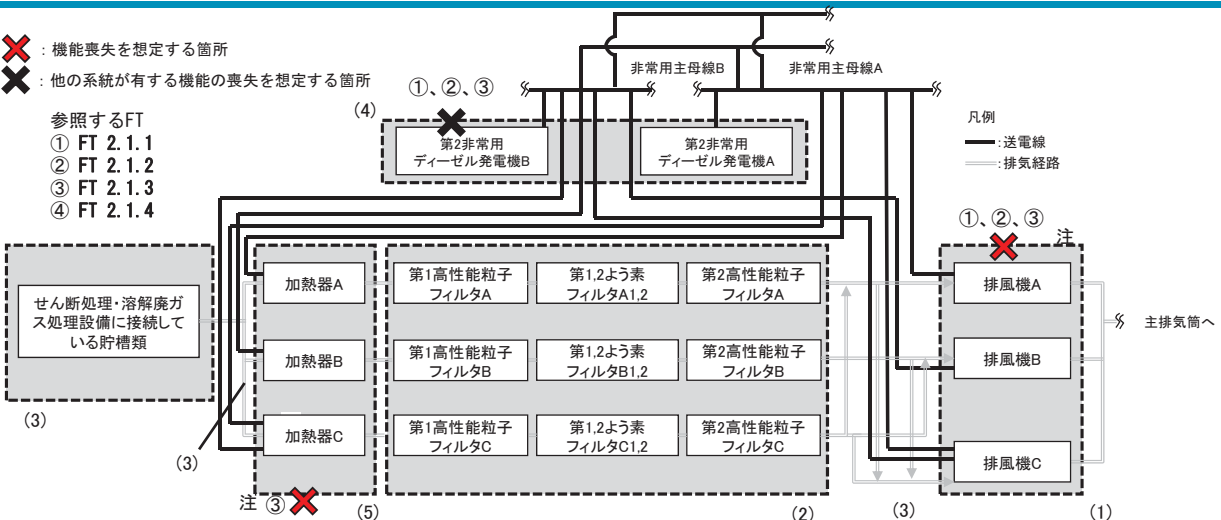 ：機能喪失を想定する箇所
：他の系統が有する機能の喪失を想定する箇所
参照するFT
① FT 2.1.1
② FT 2.1.2
③ FT 2.1.3
④ FT 2.1.4
非常用主母線B
非常用主母線A
①、②、③
(4)
第2非常用
ディーゼル発電機B
第2非常用
ディーゼル発電機A
凡例
:送電線
:排気経路
①、②、③
注
せん断処理・溶解廃ガ
ス処理設備に接続して
いる貯槽類
(3)
(3)
加熱器A
加熱器B
加熱器C
注 ③
(5)
第1高性能粒子
フィルタA
第1,2よう素
フィルタA1,2
第2高性能粒子
フィルタA
第1高性能粒子
フィルタB
第1,2よう素
フィルタB1,2
第2高性能粒子
フィルタB
第1高性能粒子
フィルタC
第1,2よう素
フィルタC1,2
第2高性能粒子
フィルタC
(2)
(3)
排風機A
排風機B
排風機C
(1)
主排気筒へ